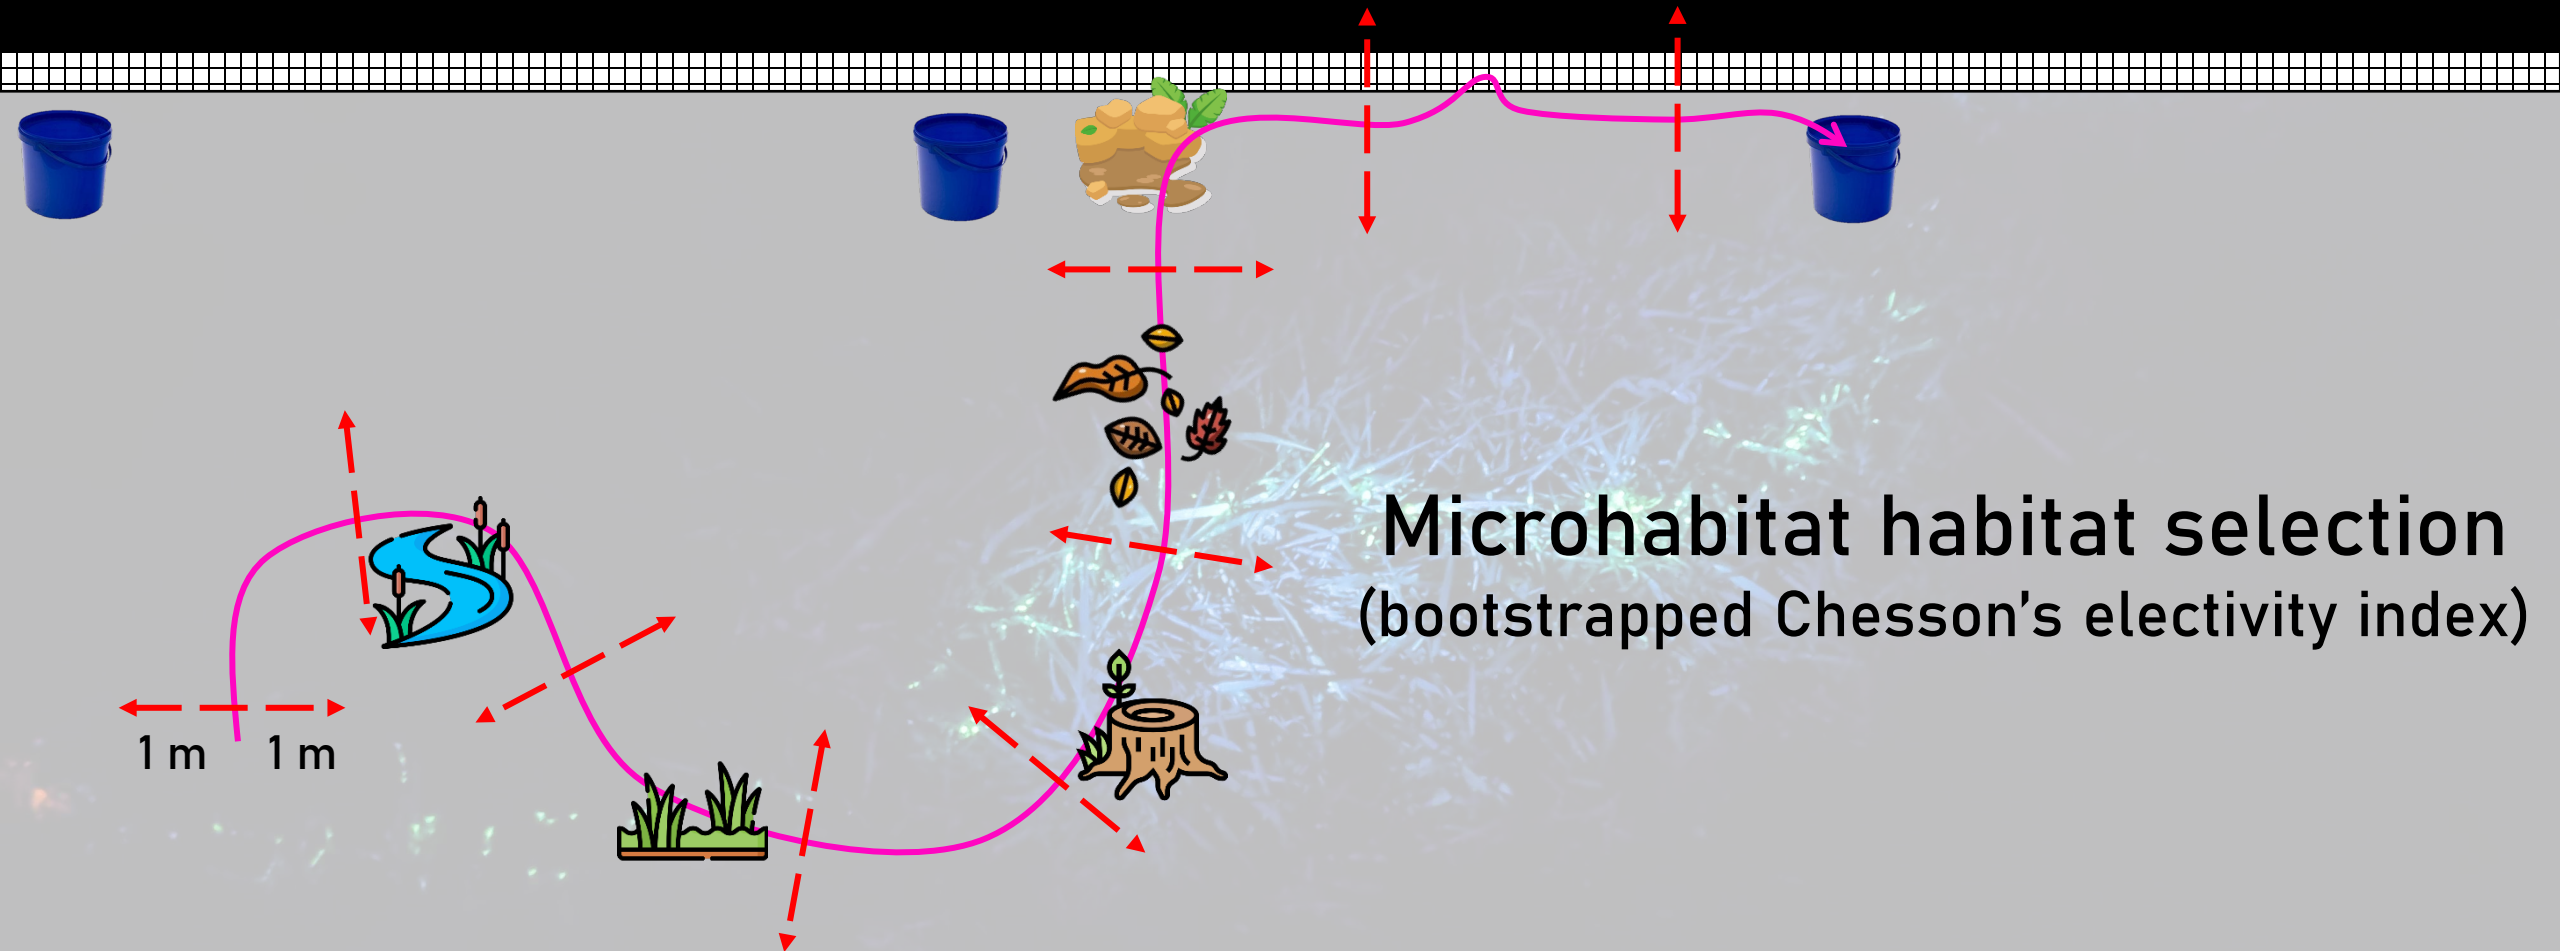 Microhabitat habitat selection
(bootstrapped Chesson’s electivity index)
1 m 1 m